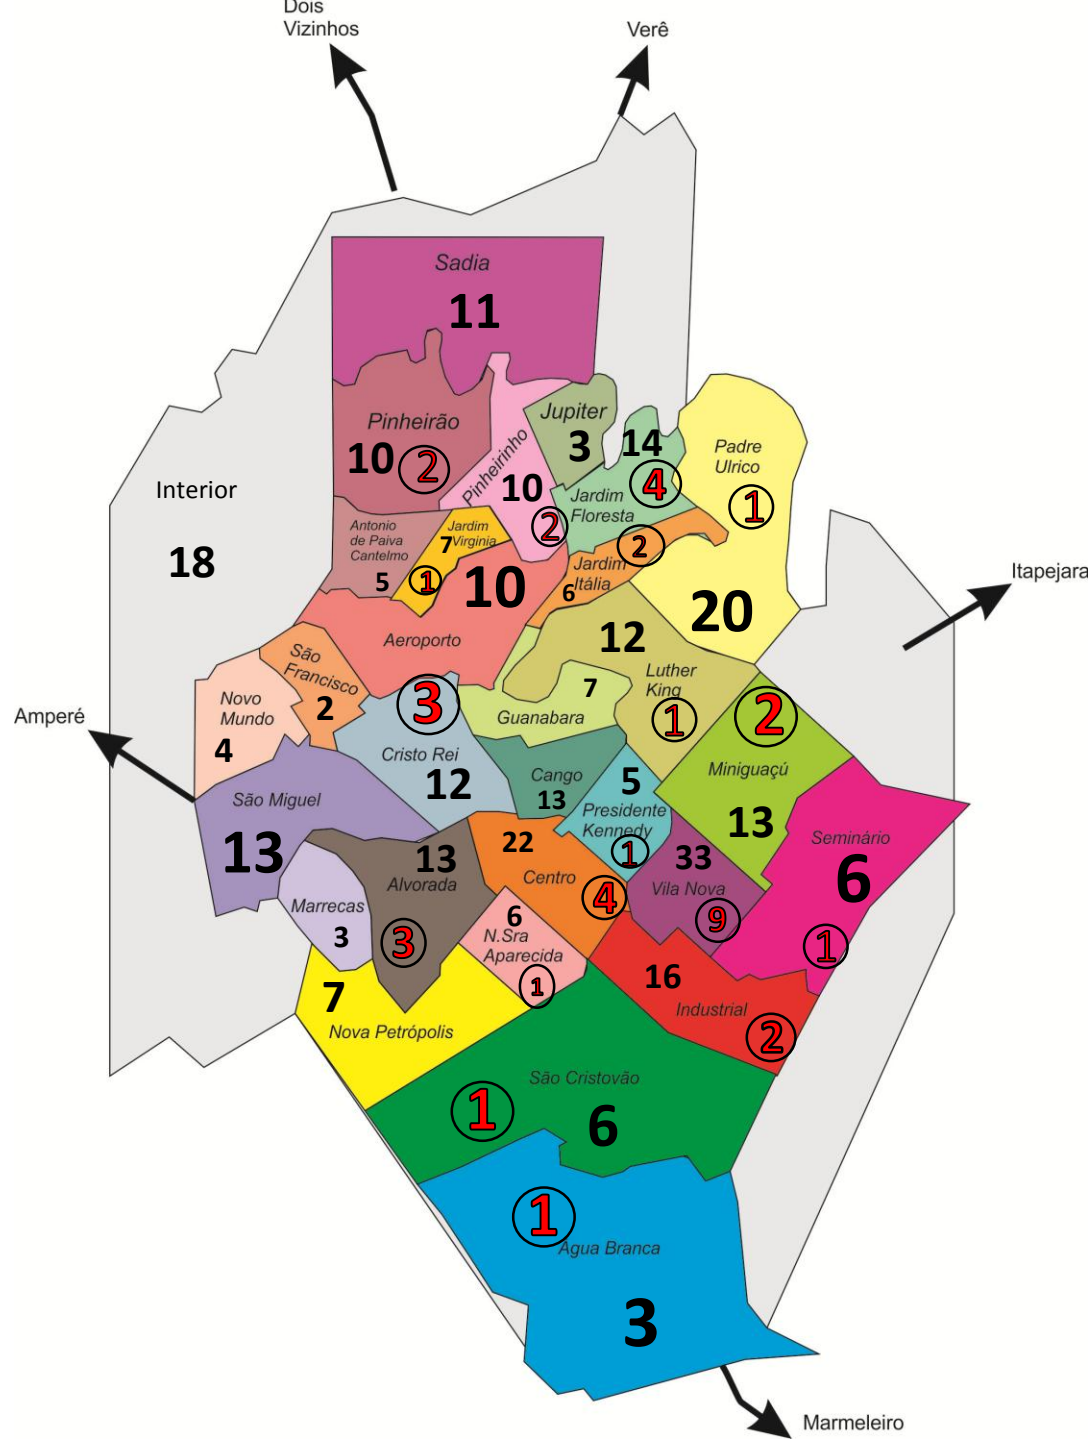 Dois
Vizinhos
Verê
Sadia
11
Pinheirão
10
2
Pinheirinho
10
2
Jupiter
3
14
4
Jardim
Floresta
Padre
Ulrico
1
20
Interior
18
Antonio
de Paiva
Cantelmo
5
Jardim
Virginia
7
1
10
Aeroporto
2
Jardim
Itália
6
Itapejara
12
Luther
King
1
São
Francisco
2
Novo
Mundo
4
Amperé
3
Cristo Rei
12
7
Guanabara
2
Miniguaçú
13
Cango
13
5
Presidente
Kennedy
1
São Miguel
13
Seminário
6
1
22
Centro
4
33
Vila Nova
9
13
Alvorada
3
Marrecas
3
6
N.Sra
Aparecida
1
16
Industrial
2
7
Nova Petrópolis
São Cristovão
1
6
1
Agua Branca
3
Marmeleiro